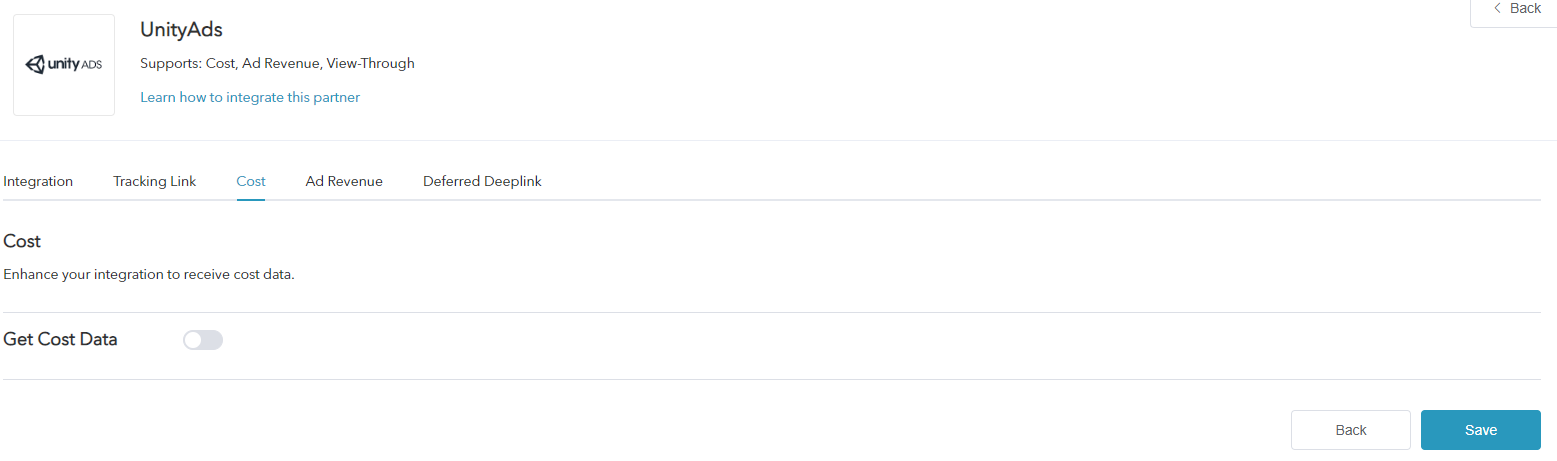 Back
UnityAds
unity ADS
Supports: Cost, Ad Revenue, View-Through
Learn how to integrate this partner
Integration Tracking Link Cost Ad Revenue Deferred Deeplink
Cost
Enhance your integration to receive cost data.
Get Cost Data
Back Save